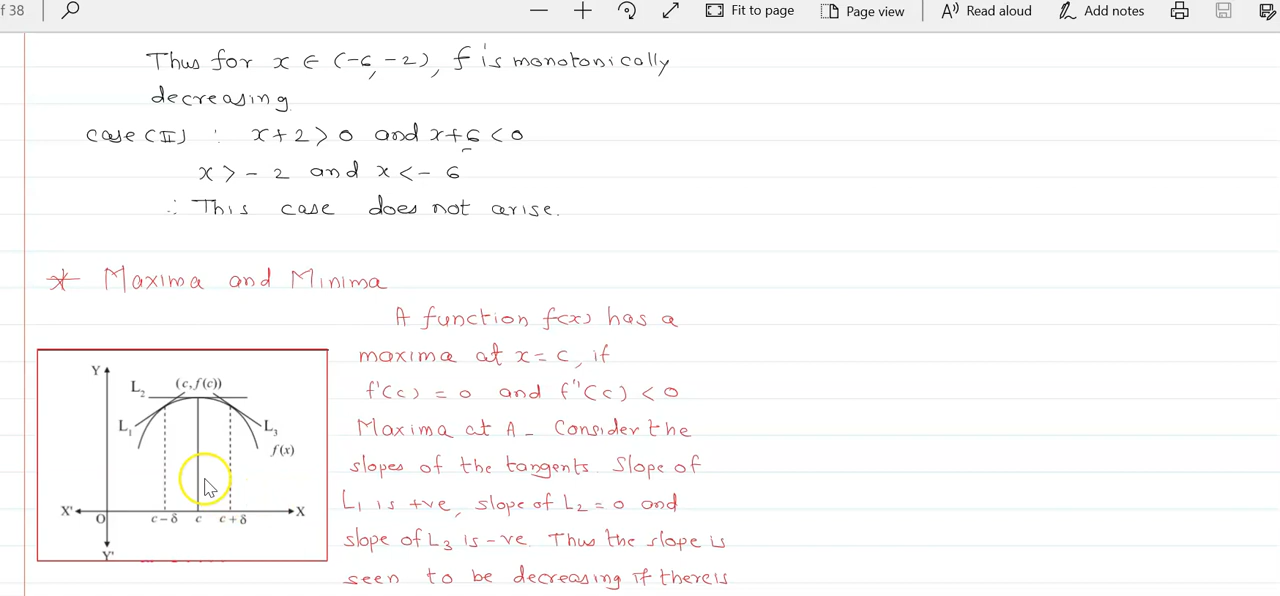 f 38
Fit to page
Page view
Read aloud
Add notes
Thus for x ∈ (-6, -2), f is monotonically
decreasing
case (II) : x+2>0 and x+6<0
x>-2 and x<-6
∴ This case does not arise.
* Maxima and Minima
A function f(x) has a
maxima at x=c, if
f'(c) = 0 and f''(c) < 0
Maxima at A - Consider the
slopes of the tangents. Slope of
L₁ is +ve, slope of L₂ = 0 and
slope of L₃ is -ve. Thus the slope is
seen to be decreasing if there is
Y
L₂
(c, f(c))
L₁
L₃
f(x)
X'
O
c – δ
c
c + δ
X
Y'